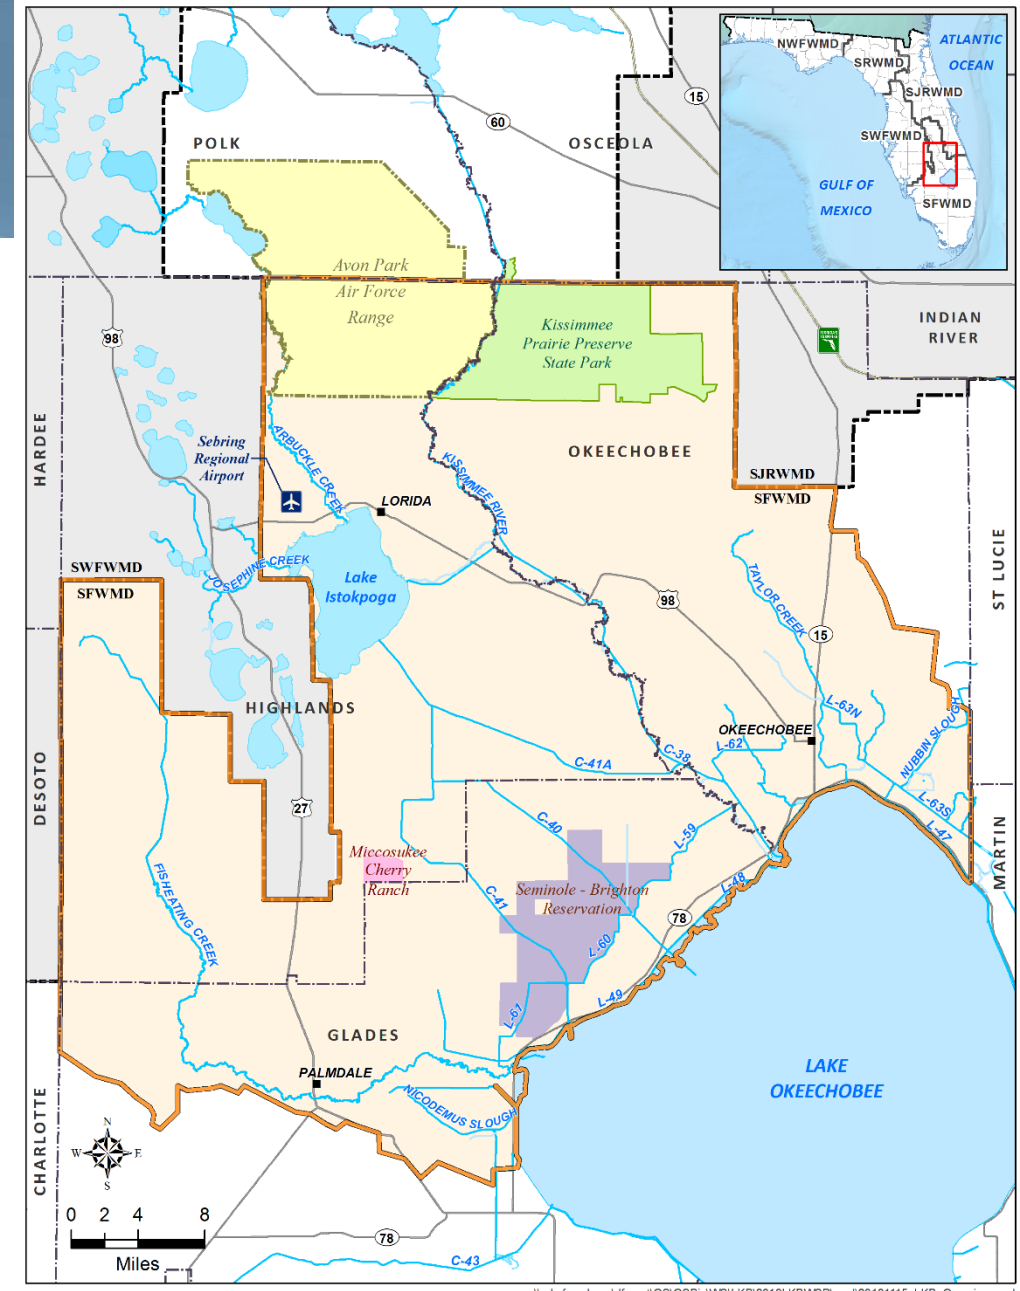 NWFWMD
SRWMD
SJRWMD
SWFWMD
SFWMD
ATLANTIC
OCEAN
GULF OF
MEXICO
15
60
POLK
OSCEOLA
Avon Park
Air Force
Range
Kissimmee
Prairie Preserve
State Park
INDIAN
RIVER
98
HARDEE
Sebring
Regional
Airport
ARBUCKLE CREEK
LORIDA
KISSIMMEE RIVER
OKEECHOBEE
SJRWMD
SFWMD
SWFWMD
SFWMD
JOSEPHINE CREEK
Lake
Istokpoga
98
TAYLOR CREEK
15
ST LUCIE
HIGHLANDS
OKEECHOBEE
L-63N
L-62
C-38
C-41A
NUBBIN SLOUGH
L-63S
L-47
DESOTO
27
MARTIN
C-40
L-59
Miccosukee
Cherry
Ranch
C-41
Seminole - Brighton
Reservation
L-48
78
FISHEATING CREEK
L-60
L-49
L-61
GLADES
PALMDALE
NICODEMUS SLOUGH
LAKE
OKEECHOBEE
CHARLOTTE
N
W
E
S
0 2 4 8
Miles
78
C-43